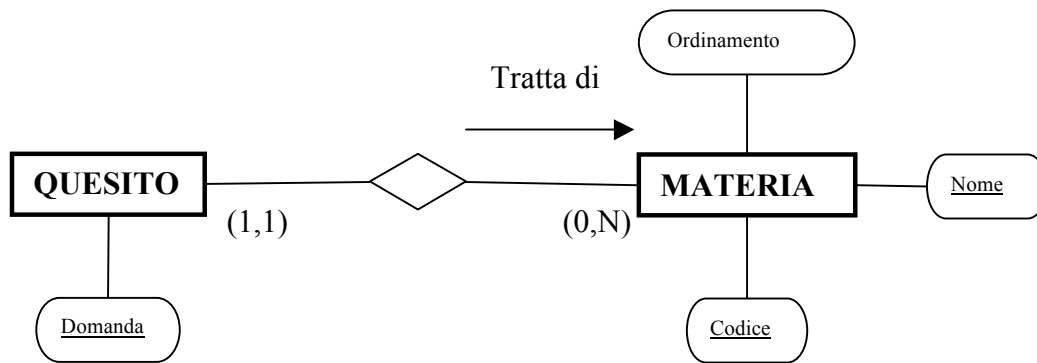 Ordinamento
Tratta di
QUESITO
MATERIA
Nome
(1,1)
(0,N)
Domanda
Codice